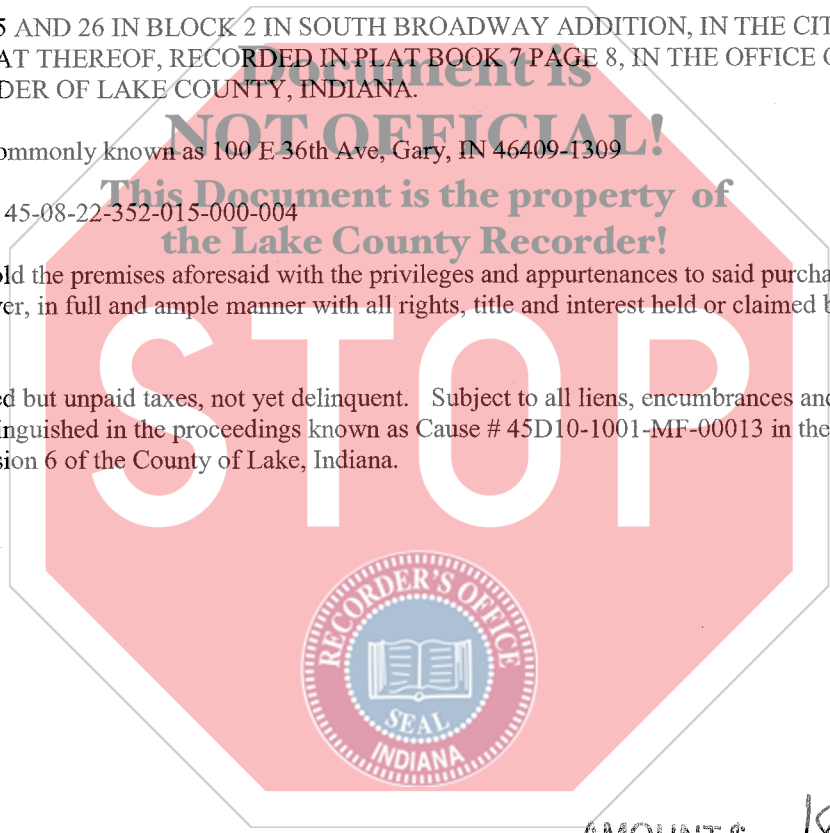 5 AND 26 IN BLOCK 2 IN SOUTH BROADWAY ADDITION, IN THE CIT
AT THEREOF, RECORDED IN PLAT BOOK 7 PAGE 8, IN THE OFFICE O
DER OF LAKE COUNTY, INDIANA.
Document is
NOT OFFICIAL!
ommonly known as 100 E 36th Ave, Gary, IN 46409-1309
This Document is the property of
45-08-22-352-015-000-004
the Lake County Recorder!
old the premises aforesaid with the privileges and appurtenances to said purcha
er, in full and ample manner with all rights, title and interest held or claimed b
STOP
ed but unpaid taxes, not yet delinquent. Subject to all liens, encumbrances and
inguished in the proceedings known as Cause # 45D10-1001-MF-00013 in the
sion 6 of the County of Lake, Indiana.
RECORDER'S OFFICE
SEAL
INDIANA
AMOUNT $